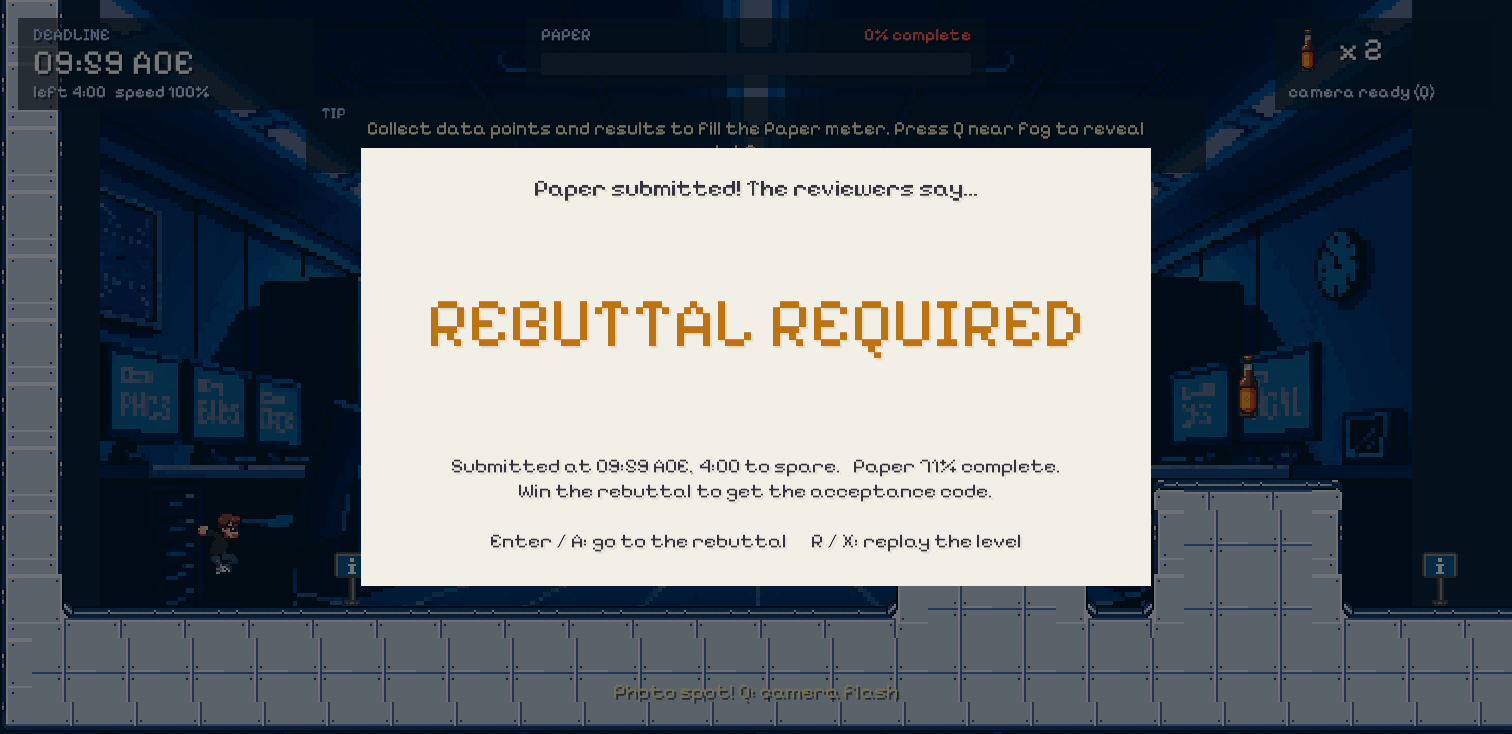 DEADLINE
09:59 AOE
left 4:00 speed 100%
PAPER
0% complete
x 2
camera ready (Q)
TIP
Collect data points and results to fill the Paper meter. Press Q near fog to reveal
Paper submitted! The reviewers say...
REBUTTAL REQUIRED
Submitted at 09:59 AOE, 4:00 to spare. Paper 71% complete.
Win the rebuttal to get the acceptance code.
Enter / A: go to the rebuttal R / X: replay the level
i
i
Photo spot! Q: camera flash